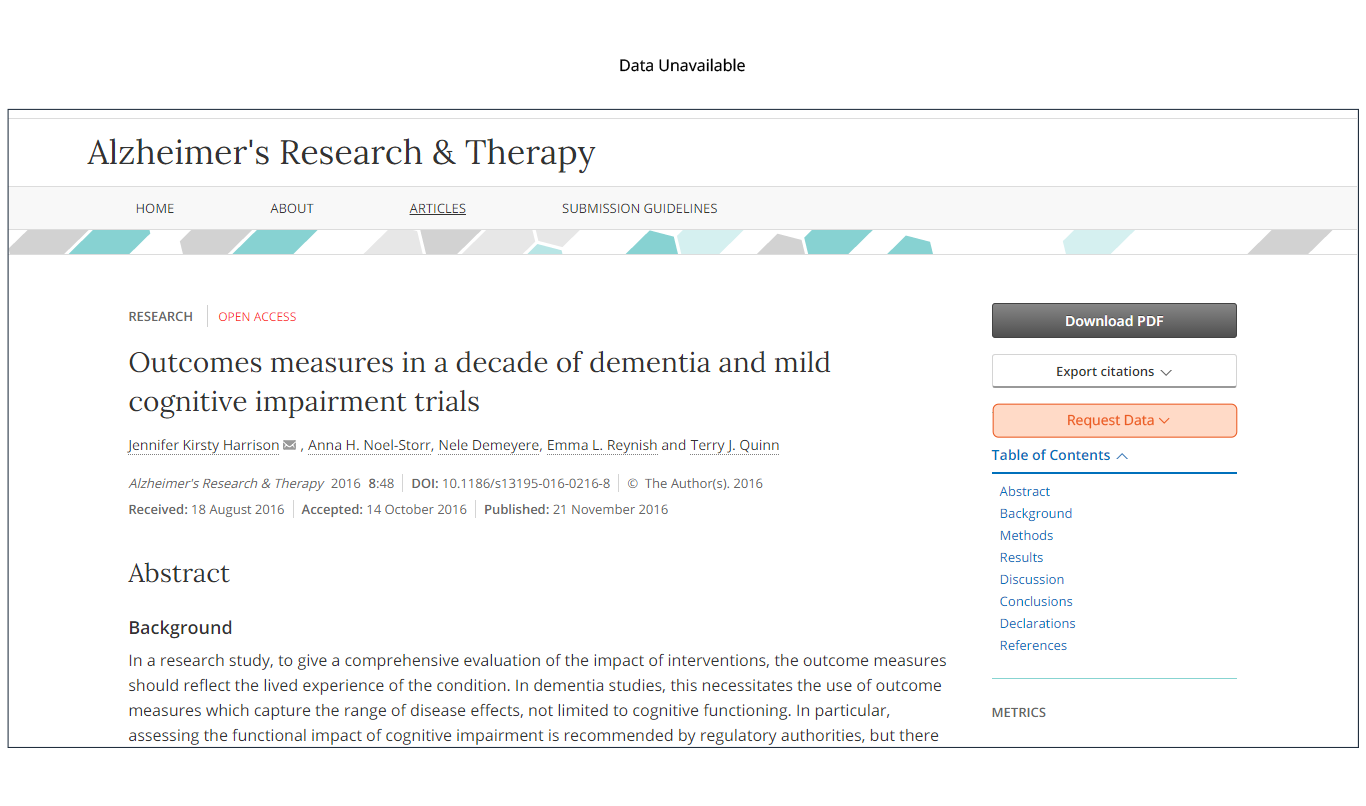 Data Unavailable
Alzheimer's Research & Therapy
HOME ABOUT ARTICLES SUBMISSION GUIDELINES
RESEARCH OPEN ACCESS
Outcomes measures in a decade of dementia and mild
cognitive impairment trials
Jennifer Kirsty Harrison , Anna H. Noel-Storr, Nele Demeyere, Emma L. Reynish and Terry J. Quinn
Alzheimer's Research & Therapy 2016 8:48 DOI: 10.1186/s13195-016-0216-8 © The Author(s). 2016
Received: 18 August 2016 Accepted: 14 October 2016 Published: 21 November 2016
Abstract
Background
In a research study, to give a comprehensive evaluation of the impact of interventions, the outcome measures
should reflect the lived experience of the condition. In dementia studies, this necessitates the use of outcome
measures which capture the range of disease effects, not limited to cognitive functioning. In particular,
assessing the functional impact of cognitive impairment is recommended by regulatory authorities, but there
Download PDF
Export citations
Request Data
Table of Contents
Abstract
Background
Methods
Results
Discussion
Conclusions
Declarations
References
METRICS